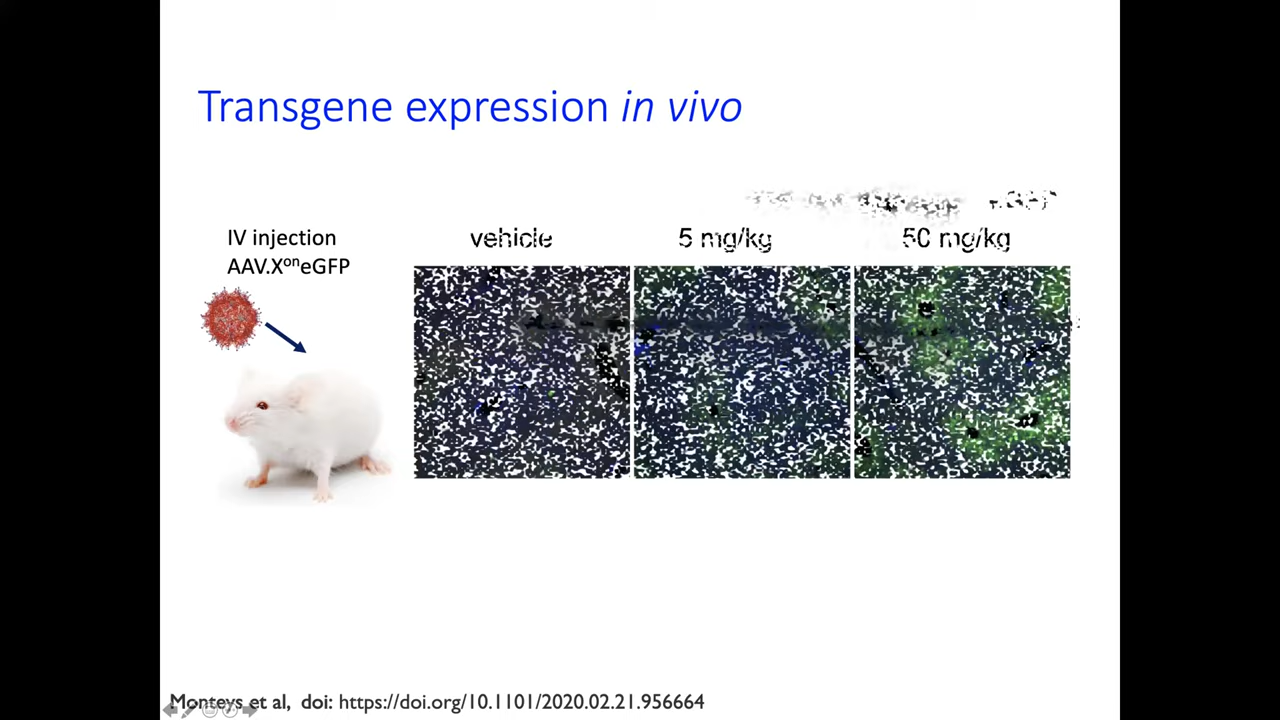 Transgene expression in vivo
IV injection
AAV.XᵒⁿeGFP
vehicle
5 mg/kg
50 mg/kg
Monteys et al, doi: https://doi.org/10.1101/2020.02.21.956664